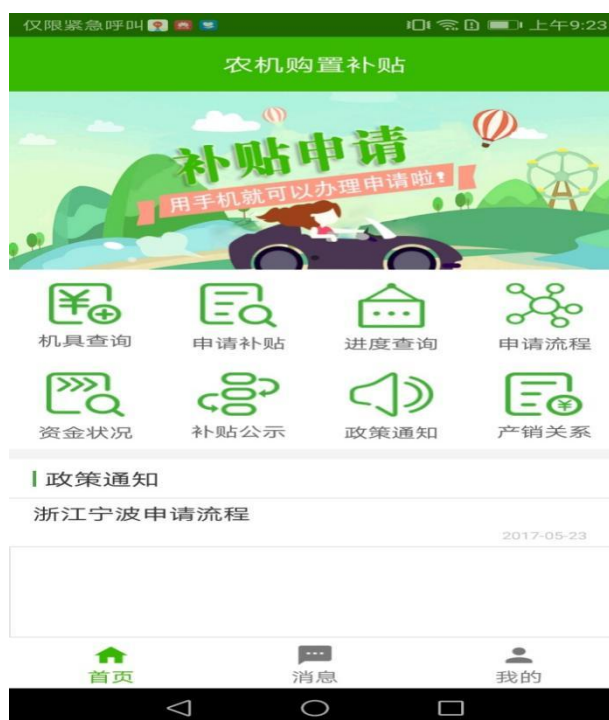 仅限紧急呼叫
上午9:23
农机购置补贴
补贴申请
用手机就可以办理申请啦!
机具查询
申请补贴
进度查询
申请流程
资金状况
补贴公示
政策通知
产销关系
政策通知
浙江宁波申请流程
2017-05-23
首页
消息
我的